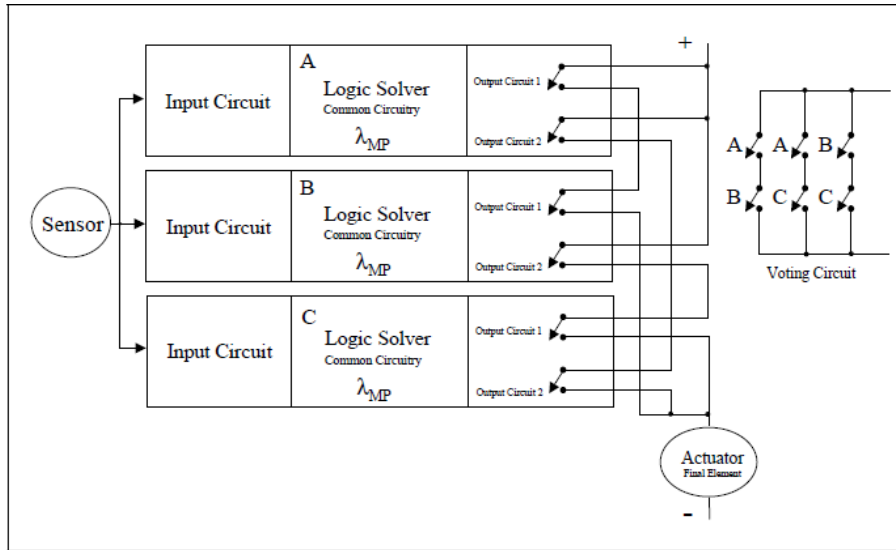 Sensor
Input Circuit
A
Logic Solver
Common Circuitry
λMP
Output Circuit 1
Output Circuit 2
Input Circuit
B
Logic Solver
Common Circuitry
λMP
Output Circuit 1
Output Circuit 2
Input Circuit
C
Logic Solver
Common Circuitry
λMP
Output Circuit 1
Output Circuit 2
+
Actuator
Final Element
-
A A B
B C C
Voting Circuit